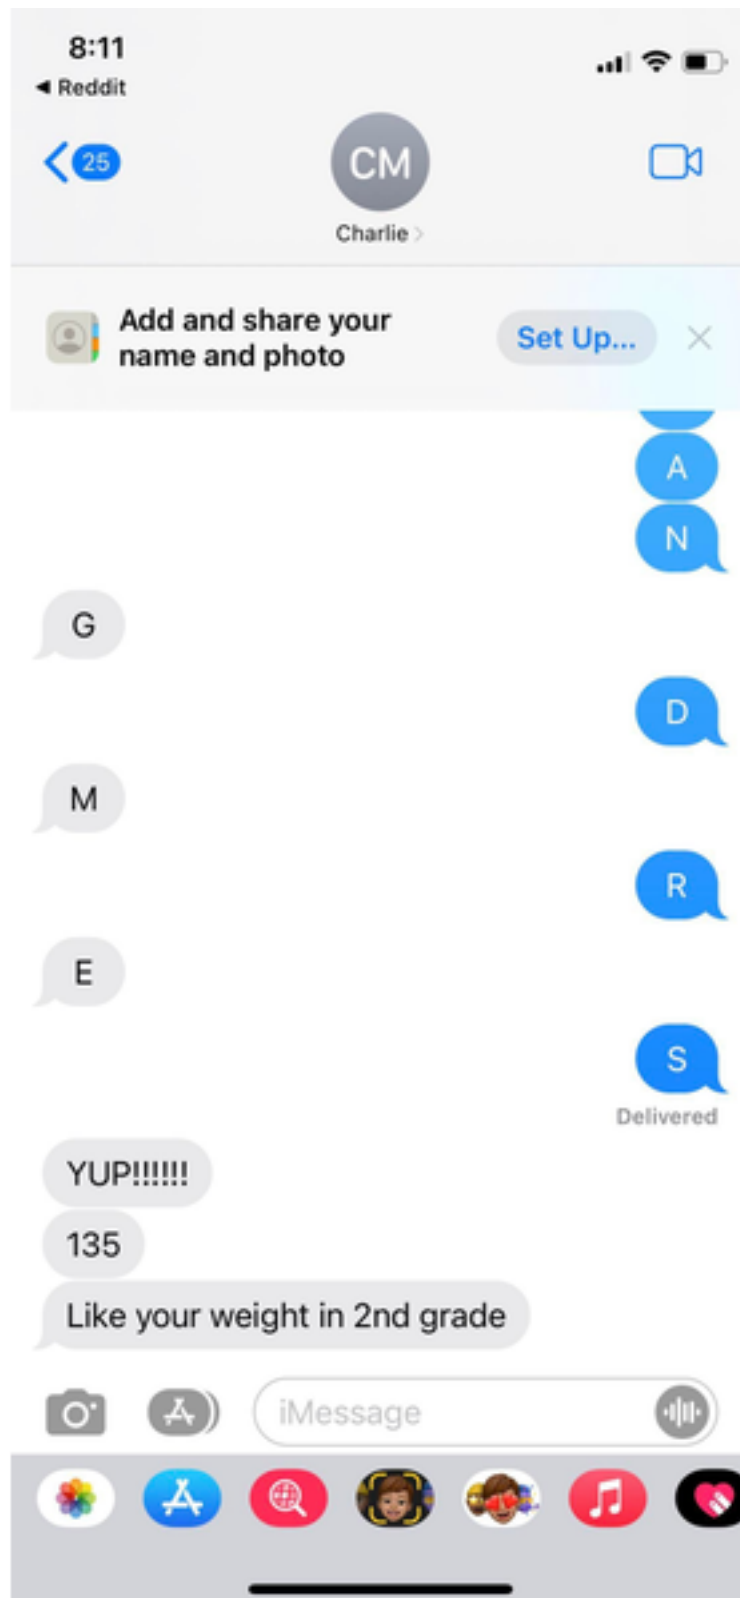 8:11
◀ Reddit
25
CM
Charlie >
Add and share your
name and photo
Set Up...
A
N
G
D
M
R
E
S
Delivered
YUP!!!!!!
135
Like your weight in 2nd grade
iMessage